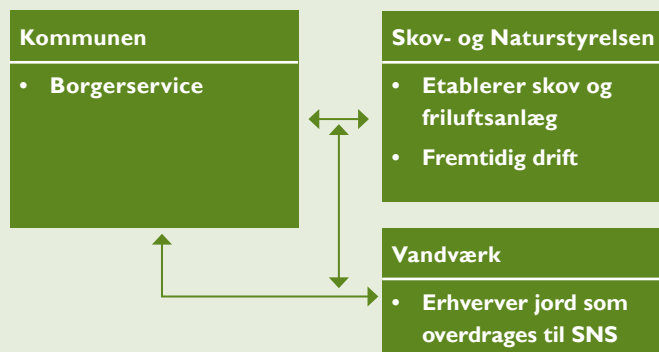 Kommunen
• Borgerservice
Skov- og Naturstyrelsen
• Etablerer skov og
friluftsanlæg
• Fremtidig drift
Vandværk
• Erhverver jord som
overdrages til SNS